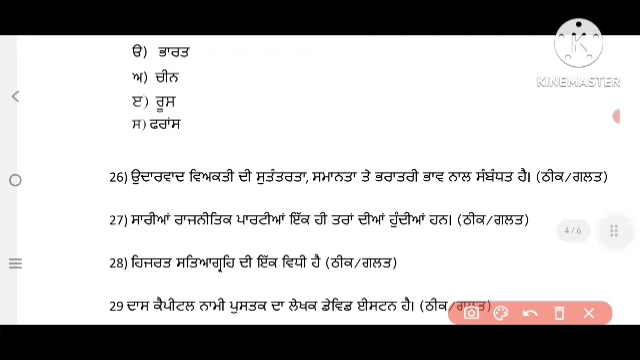 ੳ) ਭਾਰਤ
KINEMASTER
ਅ) ਚੀਨ
ੲ) ਰੂਸ
ਸ) ਫਰਾਂਸ
26) ਉਦਾਰਵਾਦ ਵਿਅਕਤੀ ਦੀ ਸੁਤੰਤਰਤਾ, ਸਮਾਨਤਾ ਤੇ ਭਰਾਤਰੀ ਭਾਵ ਨਾਲ ਸੰਬੰਧਤ ਹੈ। (ਠੀਕ/ਗਲਤ)
27) ਸਾਰੀਆਂ ਰਾਜਨੀਤਿਕ ਪਾਰਟੀਆਂ ਇੱਕ ਹੀ ਤਰਾਂ ਦੀਆਂ ਹੁੰਦੀਆਂ ਹਨ। (ਠੀਕ/ਗਲਤ)
4/6
28) ਹਿਜਰਤ ਸਤਿਆਗ੍ਰਹਿ ਦੀ ਇੱਕ ਵਿਧੀ ਹੈ (ਠੀਕ/ਗਲਤ)
29 ਦਾਸ ਕੈਪੀਟਲ ਨਾਮੀ ਪੁਸਤਕ ਦਾ ਲੇਖਕ ਡੇਵਿਡ ਈਸਟਨ ਹੈ। (ਠੀਕ/ਗਲਤ)